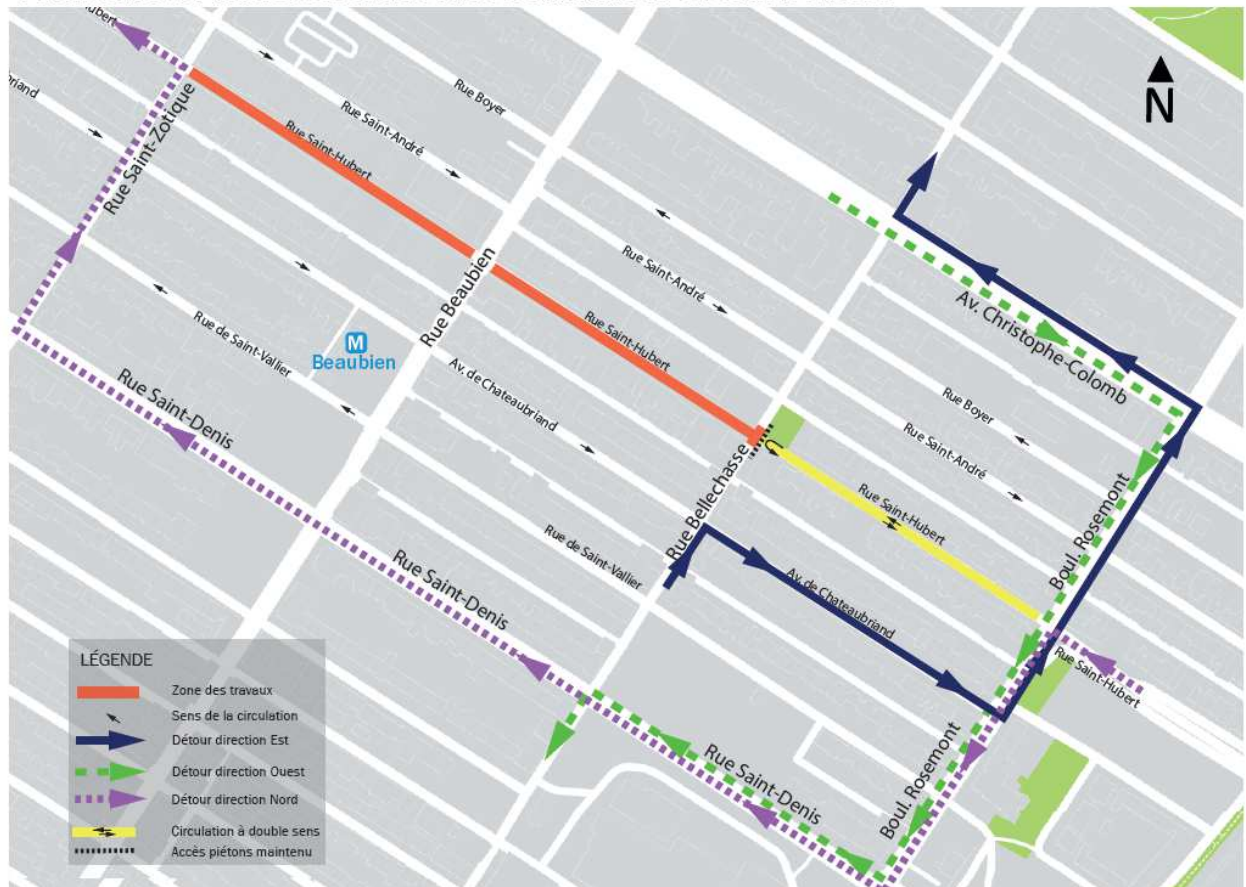 Rue Boyer
Rue Saint-André
Rue Saint-Hubert
Rue Saint-Zotique
N
Rue Saint-Hubert
Rue Saint-André
Rue Beaubien
Rue de Saint-Vallier
M
Beaubien
Av. de Chateaubriand
Av. Christophe-Colomb
Rue Saint-Denis
Rue Boyer
Rue Saint-André
Rue Bellechasse
Rue Saint-Hubert
Boul. Rosemont
Rue de Saint-Vallier
Rue Saint-Denis
Av. de Chateaubriand
Rue Saint-Hubert
Rue Saint-Denis
Boul. Rosemont
LÉGENDE
Zone des travaux
Sens de la circulation
Détour direction Est
Détour direction Ouest
Détour direction Nord
Circulation à double sens
Accès piétons maintenu